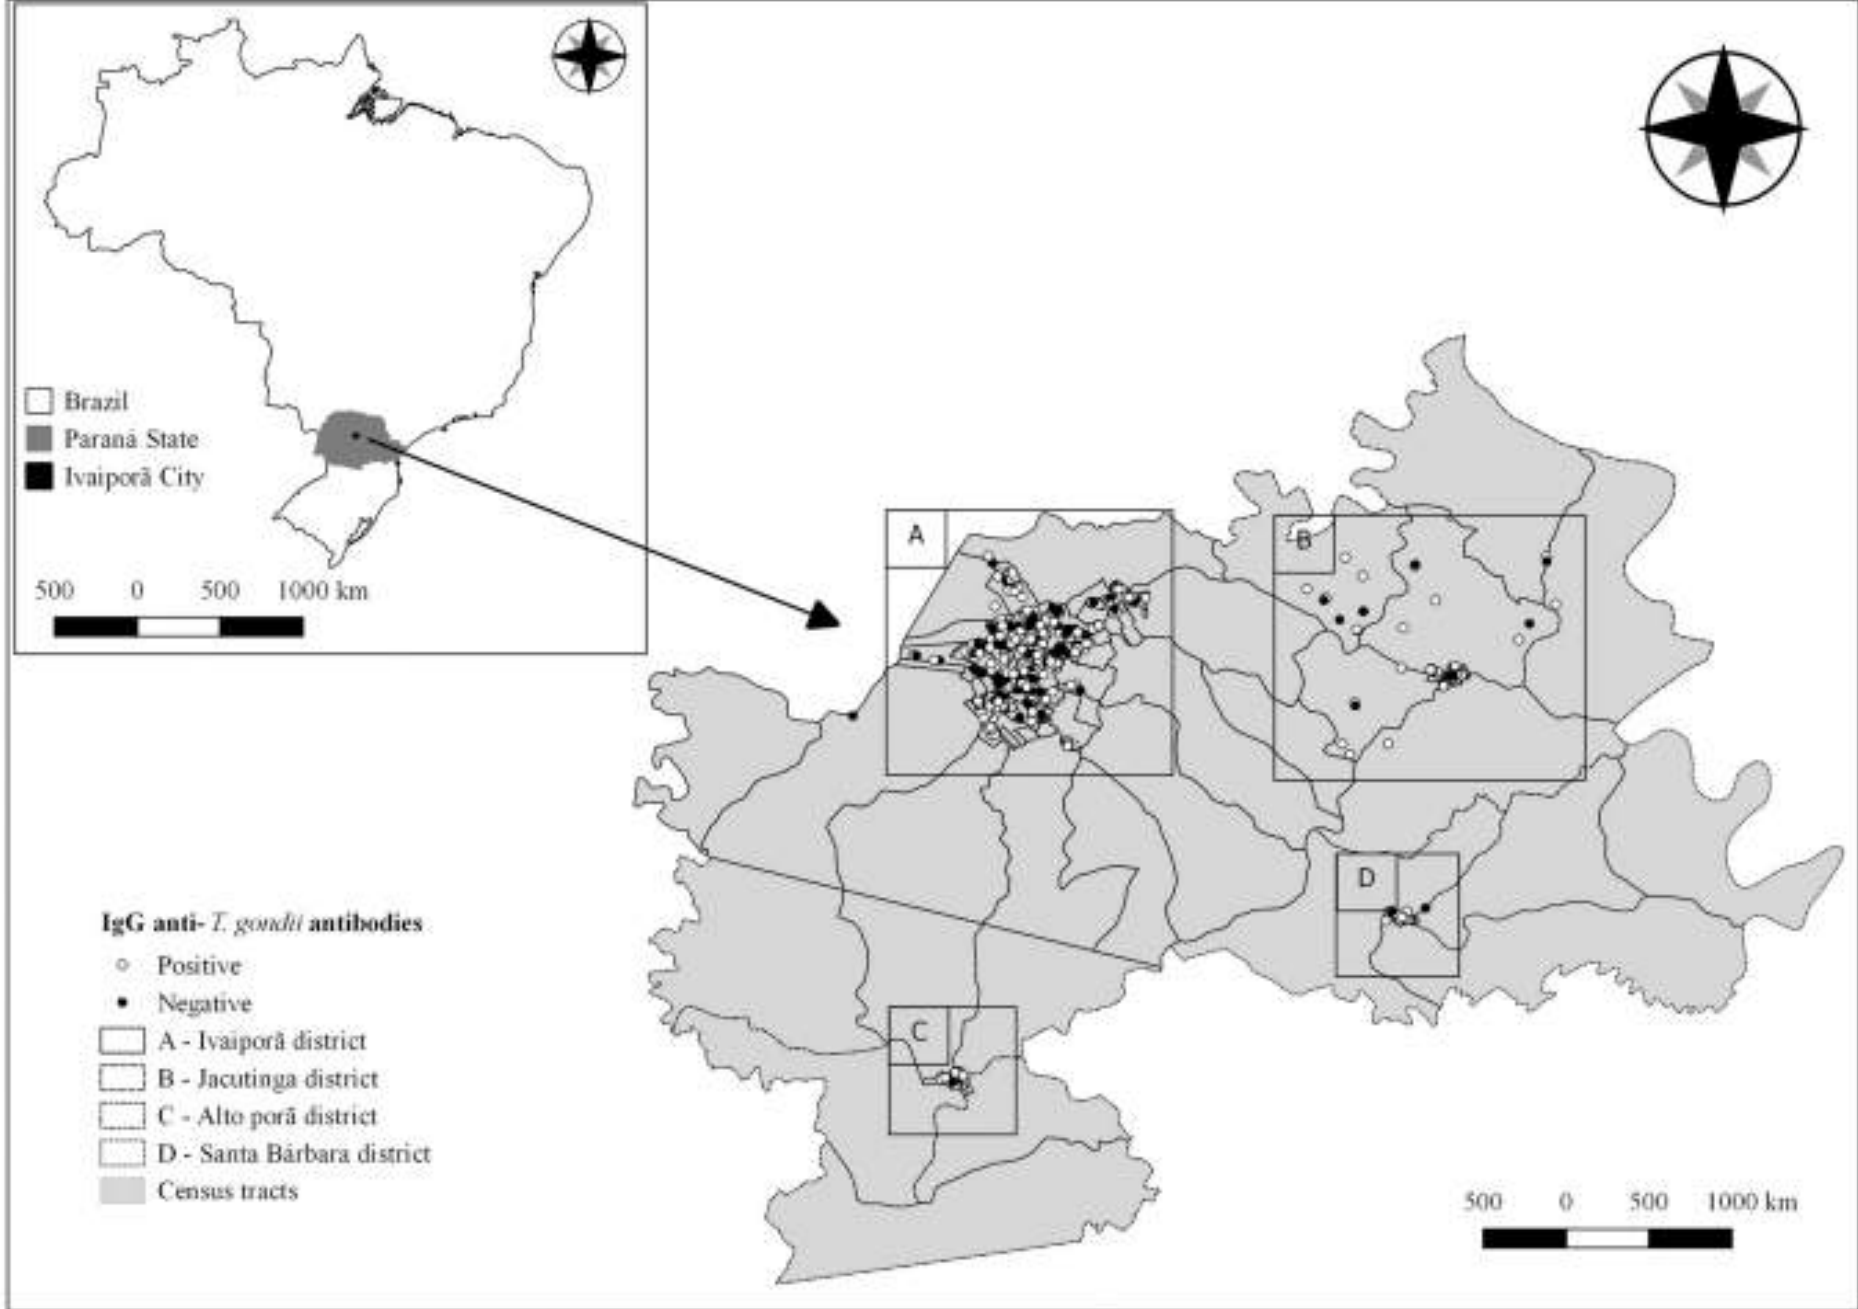 Brazil
Paraná State
Ivaiporã City
500 0 500 1000 km
A
B
D
C
IgG anti- T. gondii antibodies
Positive
Negative
A - Ivaiporã district
B - Jacutinga district
C - Alto porã district
D - Santa Bárbara district
Census tracts
500 0 500 1000 km